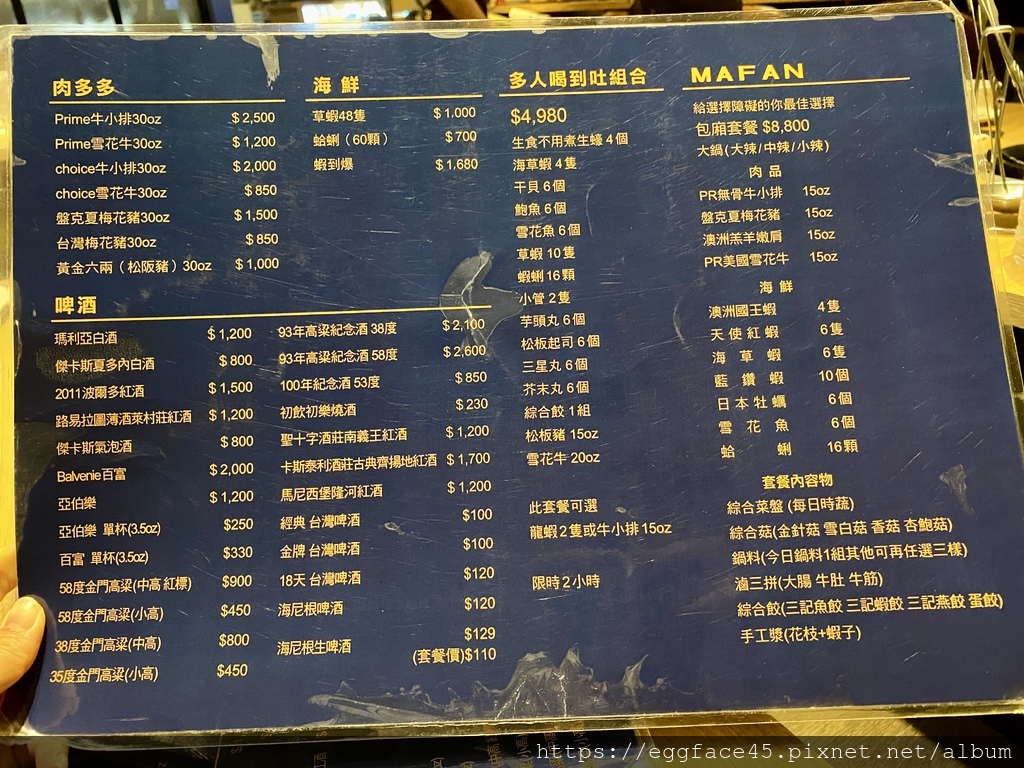 肉多多
Prime牛小排30oz $2,500
Prime雪花牛30oz $1,200
choice牛小排30oz $2,000
choice雪花牛30oz $850
盤克夏梅花豬30oz $1,500
台灣梅花豬30oz $850
黃金六兩（松阪豬）30oz $1,000
海鮮
草蝦48隻 $1,000
蛤蜊（60顆） $700
蝦到爆 $1,680
啤酒
瑪利亞白酒 $1,200
傑卡斯夏多內白酒 $800
2011波爾多紅酒 $1,500
路易拉圖薄酒萊村莊紅酒 $1,200
傑卡斯氣泡酒 $800
Balvenie百富 $2,000
亞伯樂 $1,200
亞伯樂 單杯(3.5oz) $250
百富 單杯(3.5oz) $330
58度金門高粱(中高 紅標) $900
58度金門高粱(小高) $450
38度金門高粱(中高) $800
35度金門高粱(小高) $450
93年高粱紀念酒 38度 $2,100
93年高粱紀念酒 58度 $2,600
100年紀念酒 53度 $850
初飲初樂燒酒 $230
聖十字酒莊南義王紅酒 $1,200
卡斯泰利酒莊古典齊揚地紅酒 $1,700
馬尼西堡隆河紅酒 $1,200
經典 台灣啤酒 $100
金牌 台灣啤酒 $100
18天 台灣啤酒 $120
海尼根啤酒 $120
海尼根生啤酒 $129
(套餐價)$110
多人喝到吐組合
$4,980
生食不用煮生蠔 4個
海草蝦 4隻
干貝 6個
鮑魚 6個
雪花魚 6個
草蝦 10隻
蝦蜊 16顆
小管 2隻
芋頭丸 6個
松板起司 6個
三星丸 6個
芥末丸 6個
綜合餃 1組
松板豬 15oz
雪花牛 20oz
此套餐可選
龍蝦2隻或牛小排15oz
限時2小時
MAFAN
給選擇障礙的你最佳選擇
包廂套餐 $8,800
大鍋(大辣/中辣/小辣)
肉品
PR無骨牛小排 15oz
盤克夏梅花豬 15oz
澳洲羔羊嫩肩 15oz
PR美國雪花牛 15oz
海鮮
澳洲國王蝦 4隻
天使紅蝦 6隻
海草蝦 6隻
藍鑽蝦 10個
日本牡蠣 6個
雪花魚 6個
蛤蜊 16顆
套餐內容物
綜合菜盤 (每日時蔬)
綜合菇(金針菇 雪白菇 香菇 杏鮑菇)
鍋料(今日鍋料1組其他可再任選三樣)
滷三拼(大腸 牛肚 牛筋)
綜合餃(三記魚餃 三記蝦餃 三記燕餃 蛋餃)
手工漿(花枝+蝦子)
https://eggface45.pixnet.net/album